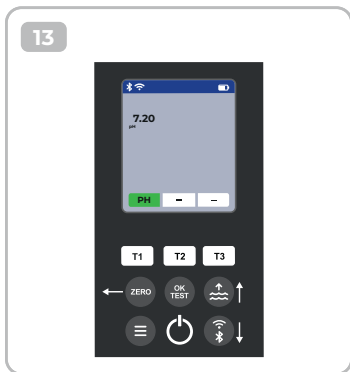 13
7.20
pH
PH - -
T1 T2 T3
ZERO OK TEST